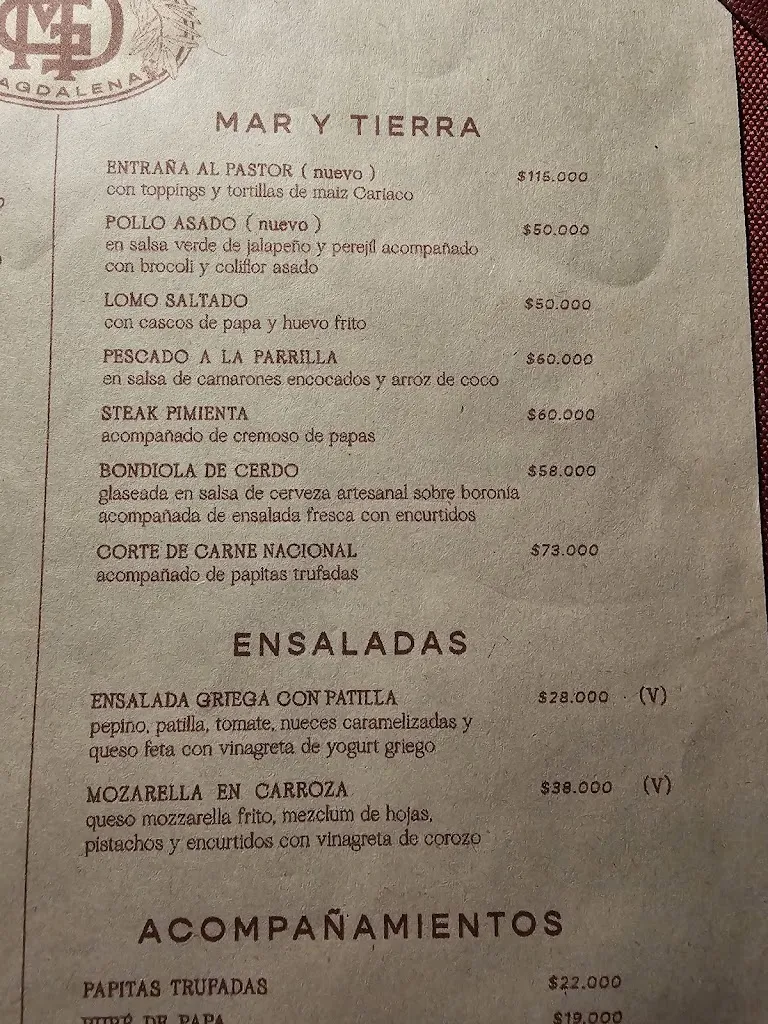 MAGDALENA
MAR Y TIERRA
ENTRAÑA AL PASTOR ( nuevo ) $115.000
con toppings y tortillas de maiz Cariaco
POLLO ASADO ( nuevo ) $50.000
en salsa verde de jalapeño y perejíl acompañado
con brocoli y coliflor asado
LOMO SALTADO $50.000
con cascos de papa y huevo frito
PESCADO A LA PARRILLA $60.000
en salsa de camarones encocados y arroz de coco
STEAK PIMIENTA $60.000
acompañado de cremoso de papas
BONDIOLA DE CERDO $58.000
glaseada en salsa de cerveza artesanal sobre boronía
acompañada de ensalada fresca con encurtidos
CORTE DE CARNE NACIONAL $73.000
acompañado de papitas trufadas
ENSALADAS
ENSALADA GRIEGA CON PATILLA $28.000 (V)
pepino, patilla, tomate, nueces caramelizadas y
queso feta con vinagreta de yogurt griego
MOZARELLA EN CARROZA $38.000 (V)
queso mozzarella frito, mezclum de hojas,
pistachos y encurtidos con vinagreta de corozo
ACOMPAÑAMIENTOS
PAPITAS TRUFADAS $22.000
PURÉ DE PAPA $19.000